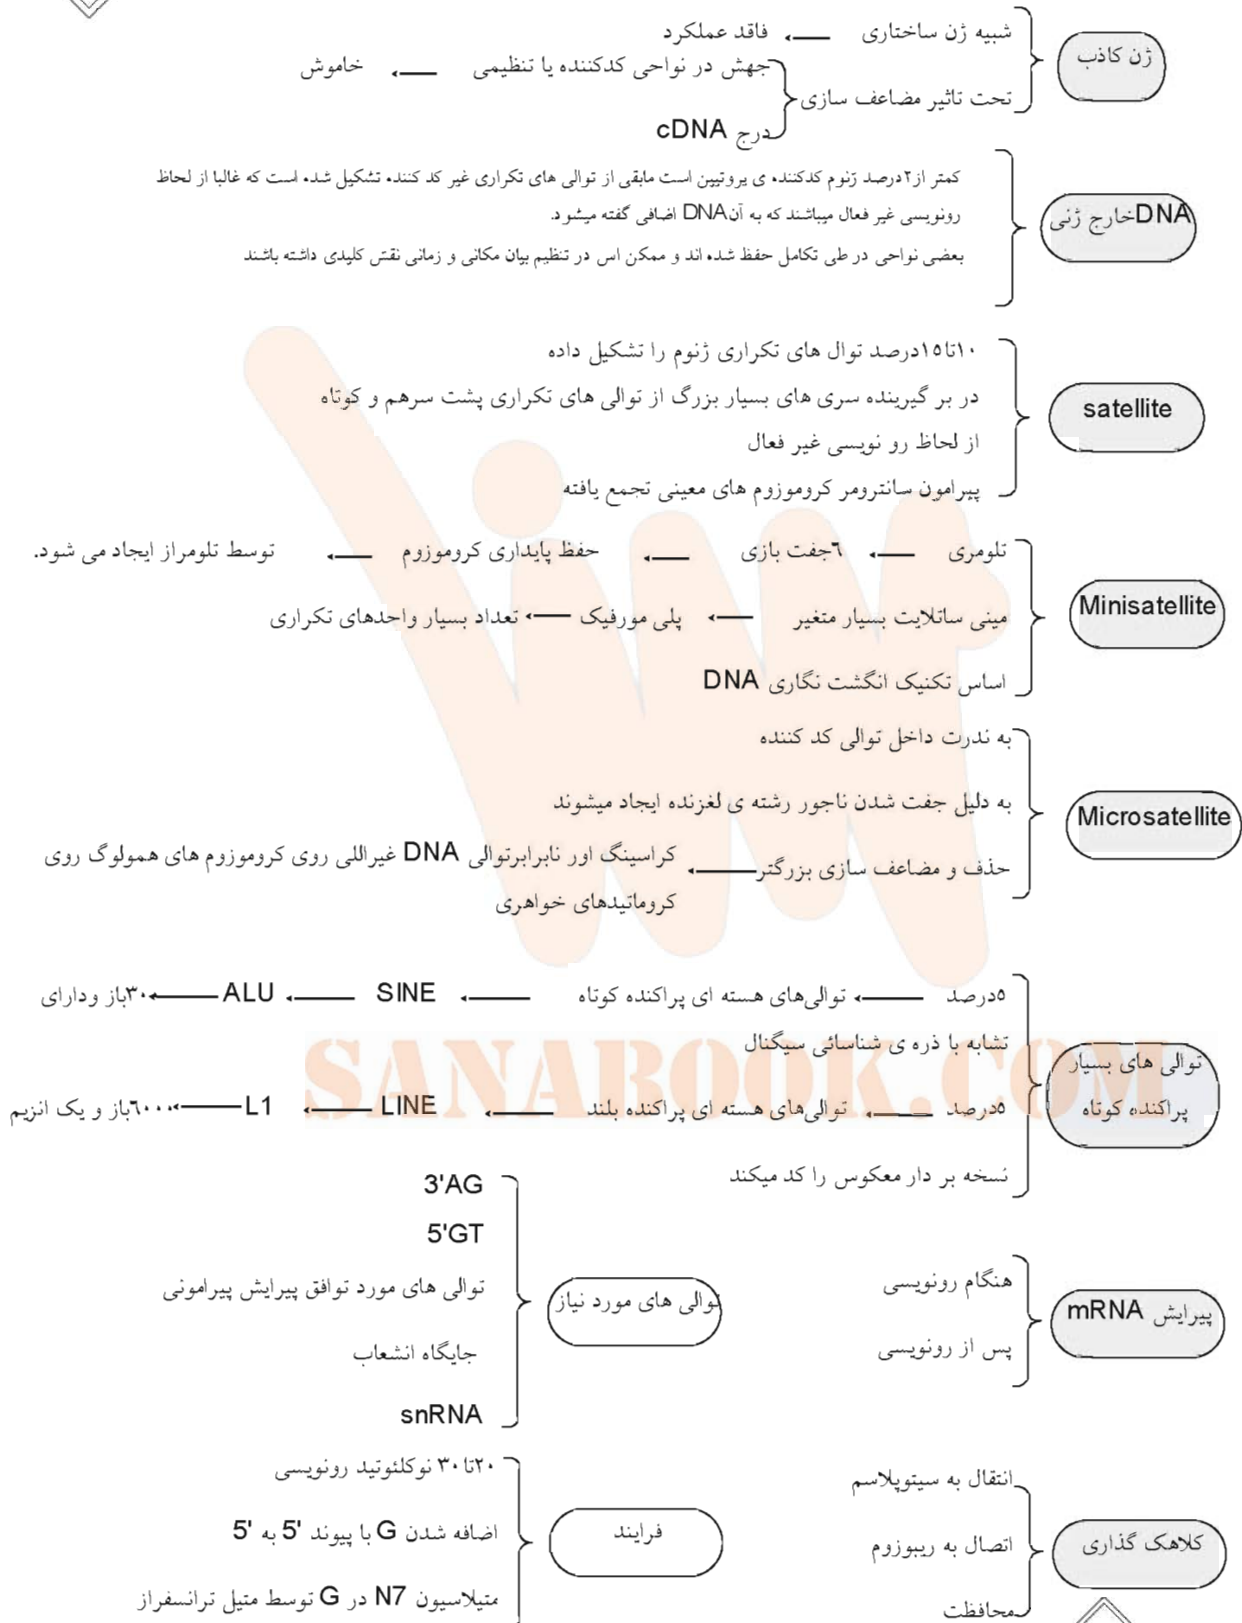 ژن کاذب
شبیه ژن ساختاری ← فاقد عملکرد
تحت تاثیر مضاعف سازی
جهش در نواحی کدکننده یا تنظیمی ← خاموش
درج cDNA
DNAخارج ژنی
کمتر از۲درصد ژنوم کدکننده ی پروتیین است مابقی از توالی های تکراری غیر کد کننده تشکیل شده است که غالبا از لحاظ
رونویسی غیر فعال میباشند که به آنDNA اضافی گفته میشود.
بعضی نواحی در طی تکامل حفظ شده اند و ممکن اس در تنظیم بیان مکانی و زمانی نقش کلیدی داشته باشند
satellite
۱۰تا۱۵درصد توال های تکراری ژنوم را تشکیل داده
در بر گیرینده سری های بسیار بزرگ از توالی های تکراری پشت سرهم و کوتاه
از لحاظ رو نویسی غیر فعال
پیرامون سانترومر کروموزوم های معینی تجمع یافته
Minisatellite
تلومری ← ۶جفت بازی ← حفظ پایداری کروموزوم ← توسط تلومراز ایجاد می شود.
مینی ساتلایت بسیار متغیر ← پلی مورفیک ← تعداد بسیار واحدهای تکراری
اساس تکنیک انگشت نگاری DNA
Microsatellite
به ندرت داخل توالی کد کننده
به دلیل جفت شدن ناجور رشته ی لغزنده ایجاد میشوند
حذف و مضاعف سازی بزرگتر ← کراسینگ اور نابرابرتوالی DNA غیراللی روی کروموزوم های همولوگ روی
کروماتیدهای خواهری
توالی های بسیار
پراکنده کوتاه
۵درصد ← توالی‌های هسته ای پراکنده کوتاه ← SINE ← ALU ← ۳۰۰باز ودارای
تشابه با ذره ی شناسائی سیگنال
۵درصد ← توالی‌های هسته ای پراکنده بلند ← LINE ← L1 ← ۶۰۰۰باز و یک انزیم
نسخه بر دار معکوس را کد میکند
SANABOOK.COM
پیرایش mRNA
هنگام رونویسی
پس از رونویسی
توالی های مورد نیاز
3'AG
5'GT
توالی های مورد توافق پیرایش پیرامونی
جایگاه انشعاب
snRNA
کلاهک گذاری
انتقال به سیتوپلاسم
اتصال به ریبوزوم
محافظت
فرایند
۲۰تا۳۰ نوکلئوتید رونویسی
اضافه شدن G با پیوند '5 به '5
متیلاسیون N7 در G توسط متیل ترانسفراز